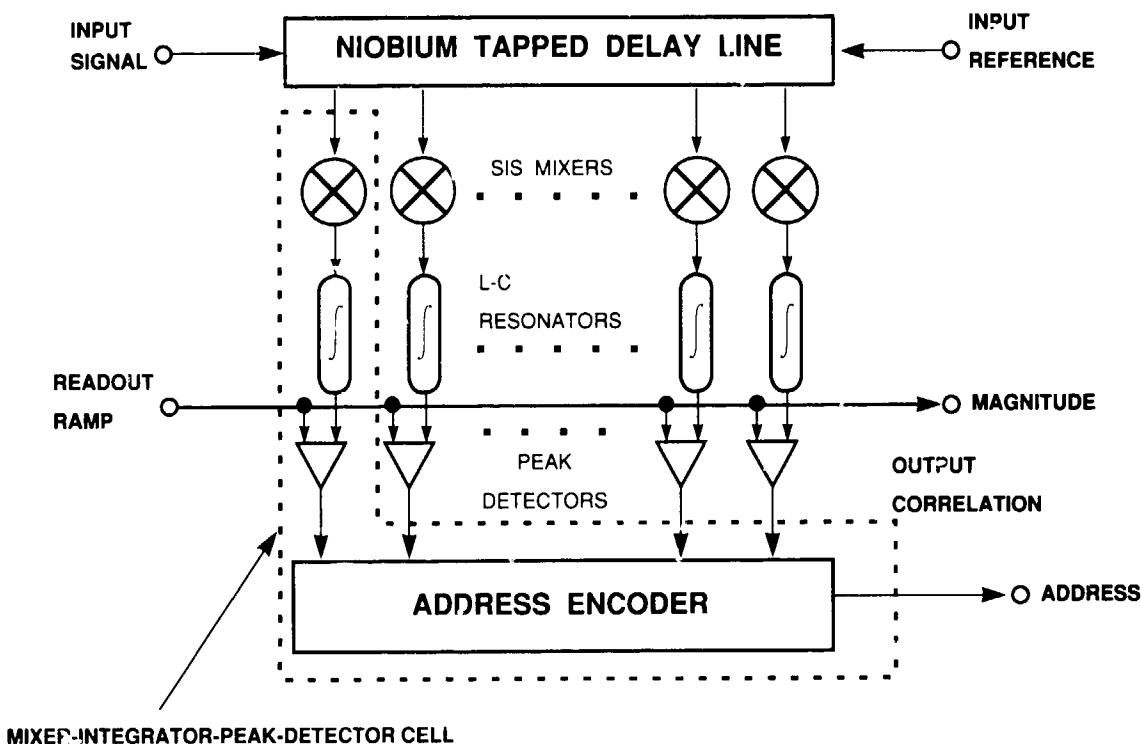 INPUT
SIGNAL
NIOBIUM TAPPED DELAY LINE
INPUT
REFERENCE
SIS MIXERS
L-C
RESONATORS
READOUT
RAMP
MAGNITUDE
PEAK
DETECTORS
OUTPUT
CORRELATION
ADDRESS ENCODER
ADDRESS
MIXER-INTEGRATOR-PEAK-DETECTOR CELL